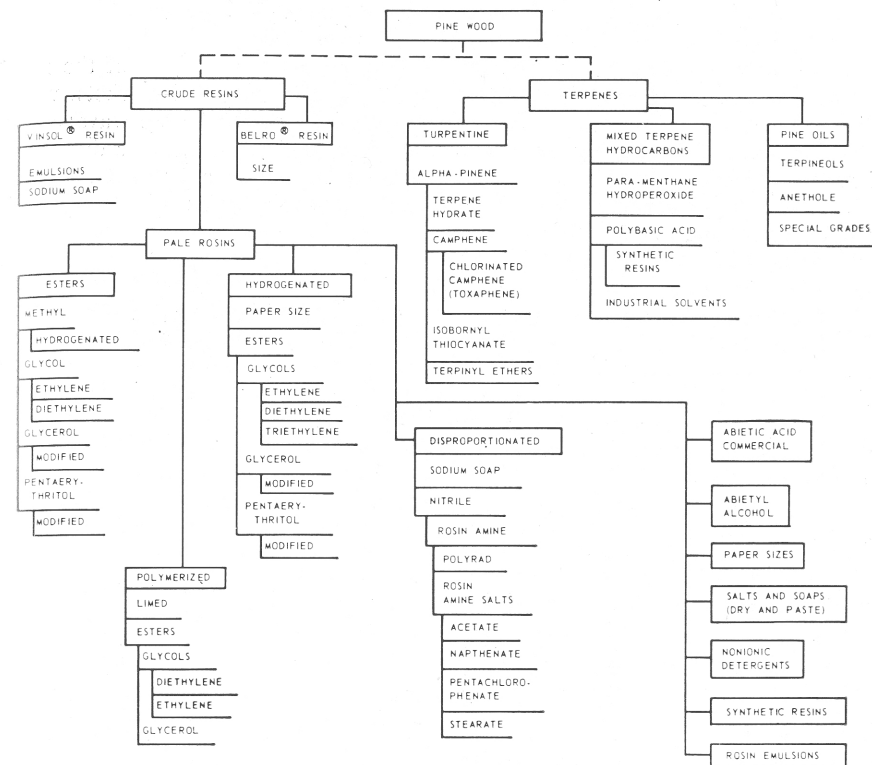 PINE WOOD
CRUDE RESINS
TERPENES
VINSOL® RESIN
EMULSIONS
SODIUM SOAP
BELRO® RESIN
SIZE
TURPENTINE
ALPHA-PINENE
TERPENE
HYDRATE
CAMPHENE
CHLORINATED
CAMPHENE
(TOXAPHENE)
ISOBORNYL
THIOCYANATE
TERPINYL ETHERS
MIXED TERPENE
HYDROCARBONS
PARA-MENTHANE
HYDROPEROXIDE
POLYBASIC ACID
SYNTHETIC
RESINS
INDUSTRIAL SOLVENTS
PINE OILS
TERPINEOLS
ANETHOLE
SPECIAL GRADES
PALE ROSINS
ESTERS
METHYL
HYDROGENATED
GLYCOL
ETHYLENE
DIETHYLENE
GLYCEROL
MODIFIED
PENTAERY-
THRITOL
MODIFIED
HYDROGENATED
PAPER SIZE
ESTERS
GLYCOLS
ETHYLENE
DIETHYLENE
TRIETHYLENE
GLYCEROL
MODIFIED
PENTAERY-
THRITOL
MODIFIED
POLYMERIZED
LIMED
ESTERS
GLYCOLS
DIETHYLENE
ETHYLENE
GLYCEROL
DISPROPORTIONATED
SODIUM SOAP
NITRILE
ROSIN AMINE
POLYRAD
ROSIN
AMINE SALTS
ACETATE
NAPTHENATE
PENTACHLORO-
PHENATE
STEARATE
ABIETIC ACID
COMMERCIAL
ABIETYL
ALCOHOL
PAPER SIZES
SALTS AND SOAPS
(DRY AND PASTE)
NONIONIC
DETERGENTS
SYNTHETIC RESINS
ROSIN EMULSIONS